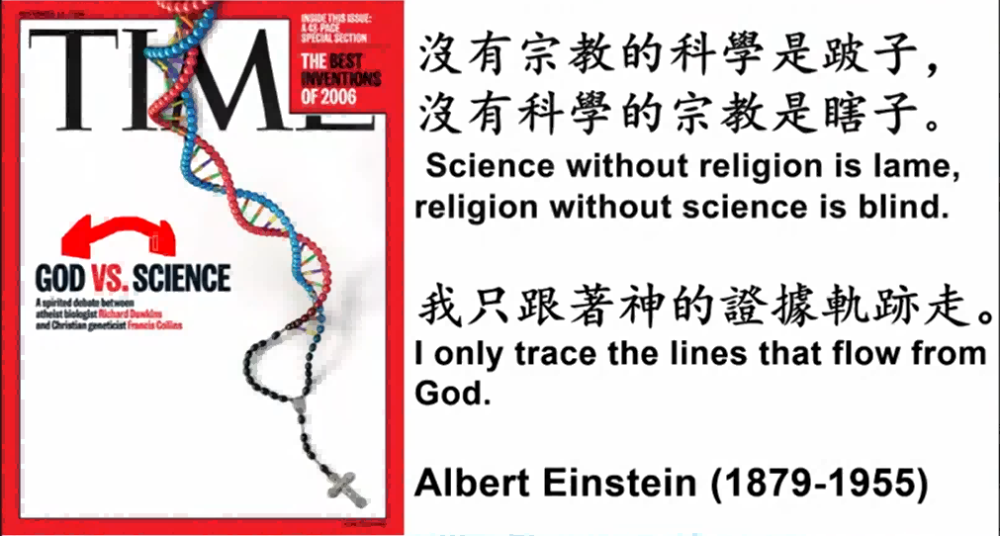 TIME
INSIDE THIS ISSUE:
A 48-PAGE
SPECIAL SECTION
THE BEST
INVENTIONS
OF 2006
GOD VS. SCIENCE
A spirited debate between
atheist biologist Richard Dawkins
and Christian geneticist Francis Collins
沒有宗教的科學是跛子，
沒有科學的宗教是瞎子。
Science without religion is lame,
religion without science is blind.
我只跟著神的證據軌跡走。
I only trace the lines that flow from
God.
Albert Einstein (1879-1955)